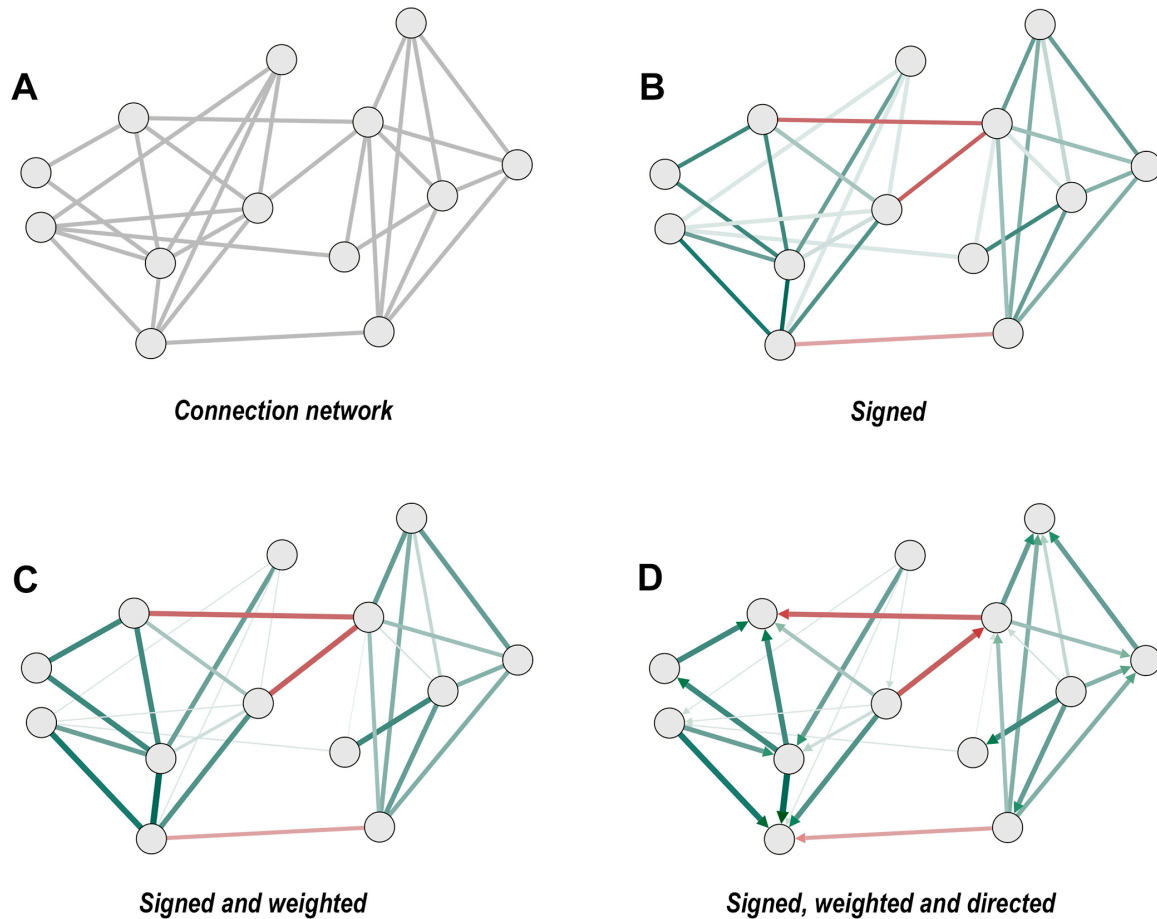 A
B
Connection network
Signed
C
D
Signed and weighted
Signed, weighted and directed